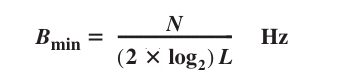 B_min = N / ((2 × log₂) L) Hz